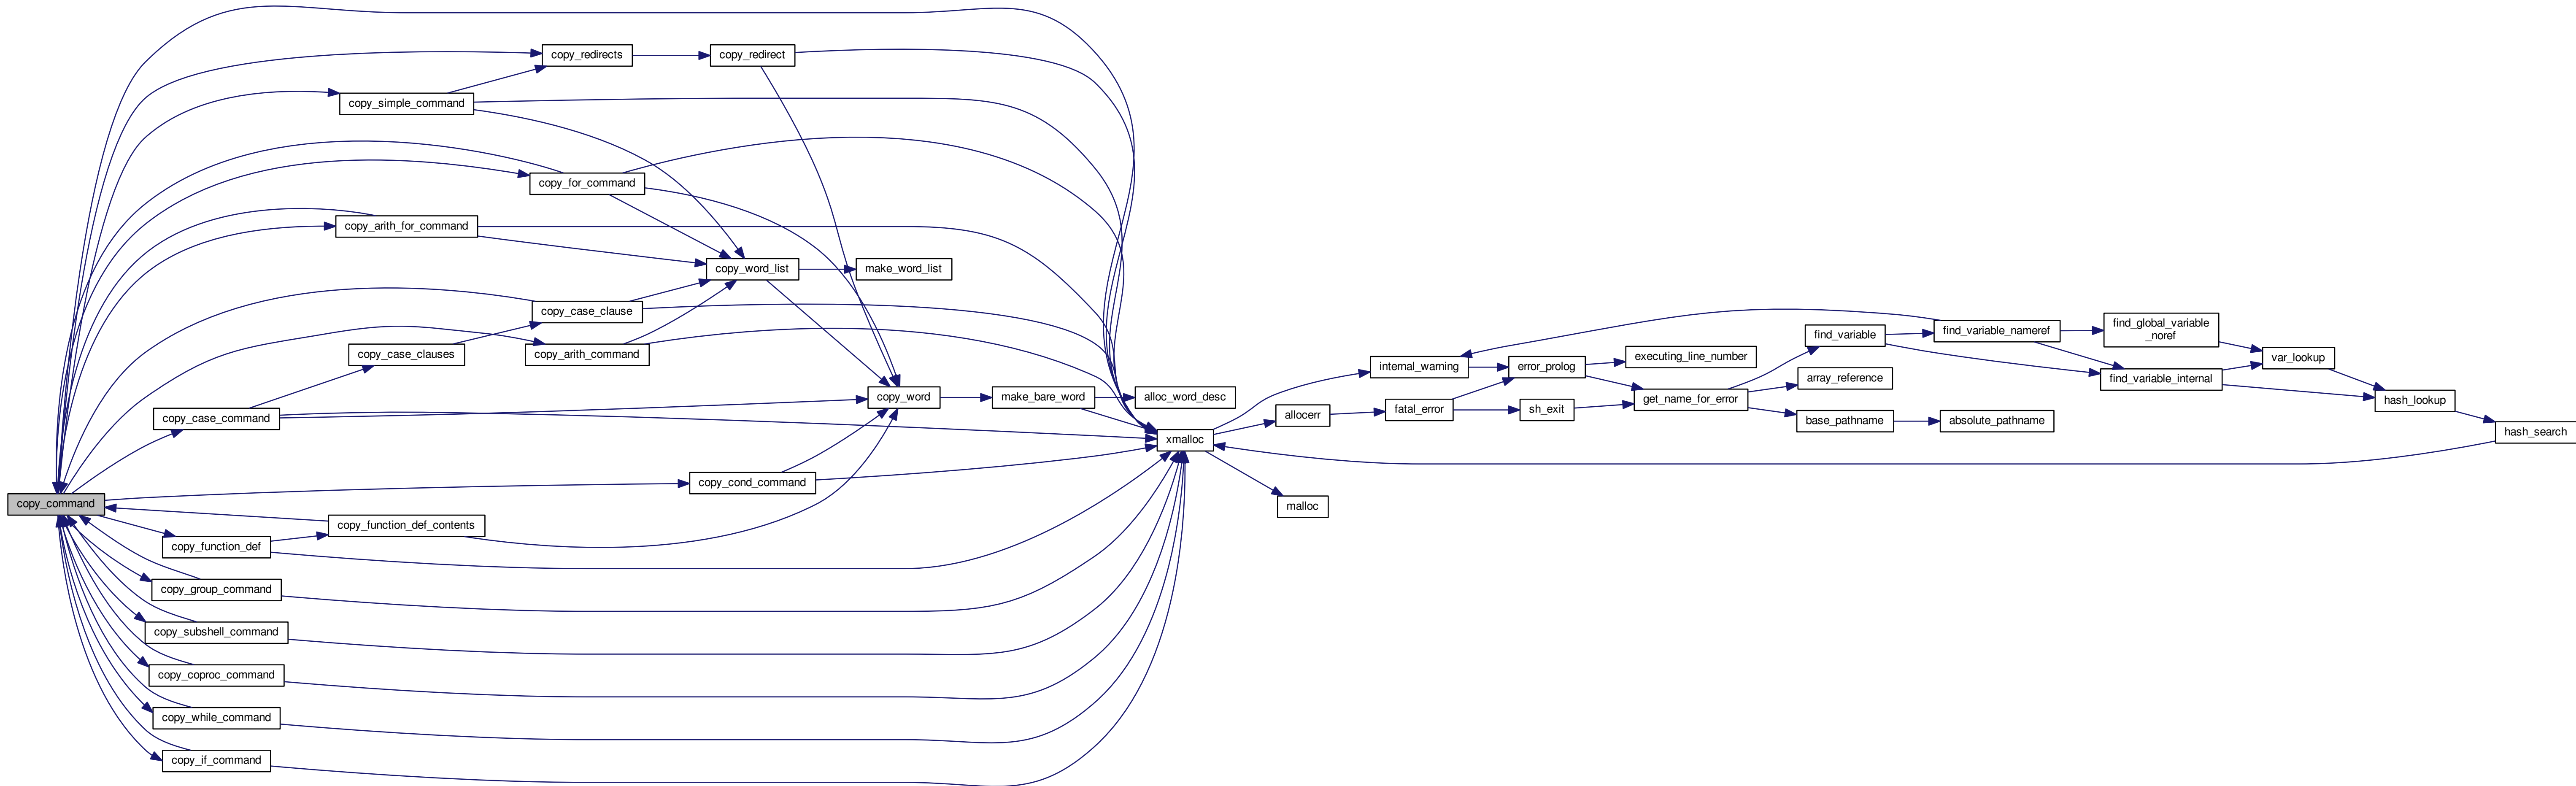 copy_redirects
copy_redirect
copy_simple_command
copy_for_command
copy_arith_for_command
copy_word_list
make_word_list
copy_case_clause
copy_case_clauses
copy_arith_command
copy_case_command
copy_word
make_bare_word
alloc_word_desc
xmalloc
copy_cond_command
copy_command
copy_function_def_contents
copy_function_def
copy_group_command
copy_subshell_command
copy_coproc_command
copy_while_command
copy_if_command
allocerr
malloc
internal_warning
fatal_error
error_prolog
sh_exit
executing_line_number
get_name_for_error
find_variable
array_reference
base_pathname
find_variable_nameref
absolute_pathname
find_global_variable
_noref
find_variable_internal
var_lookup
hash_lookup
hash_search